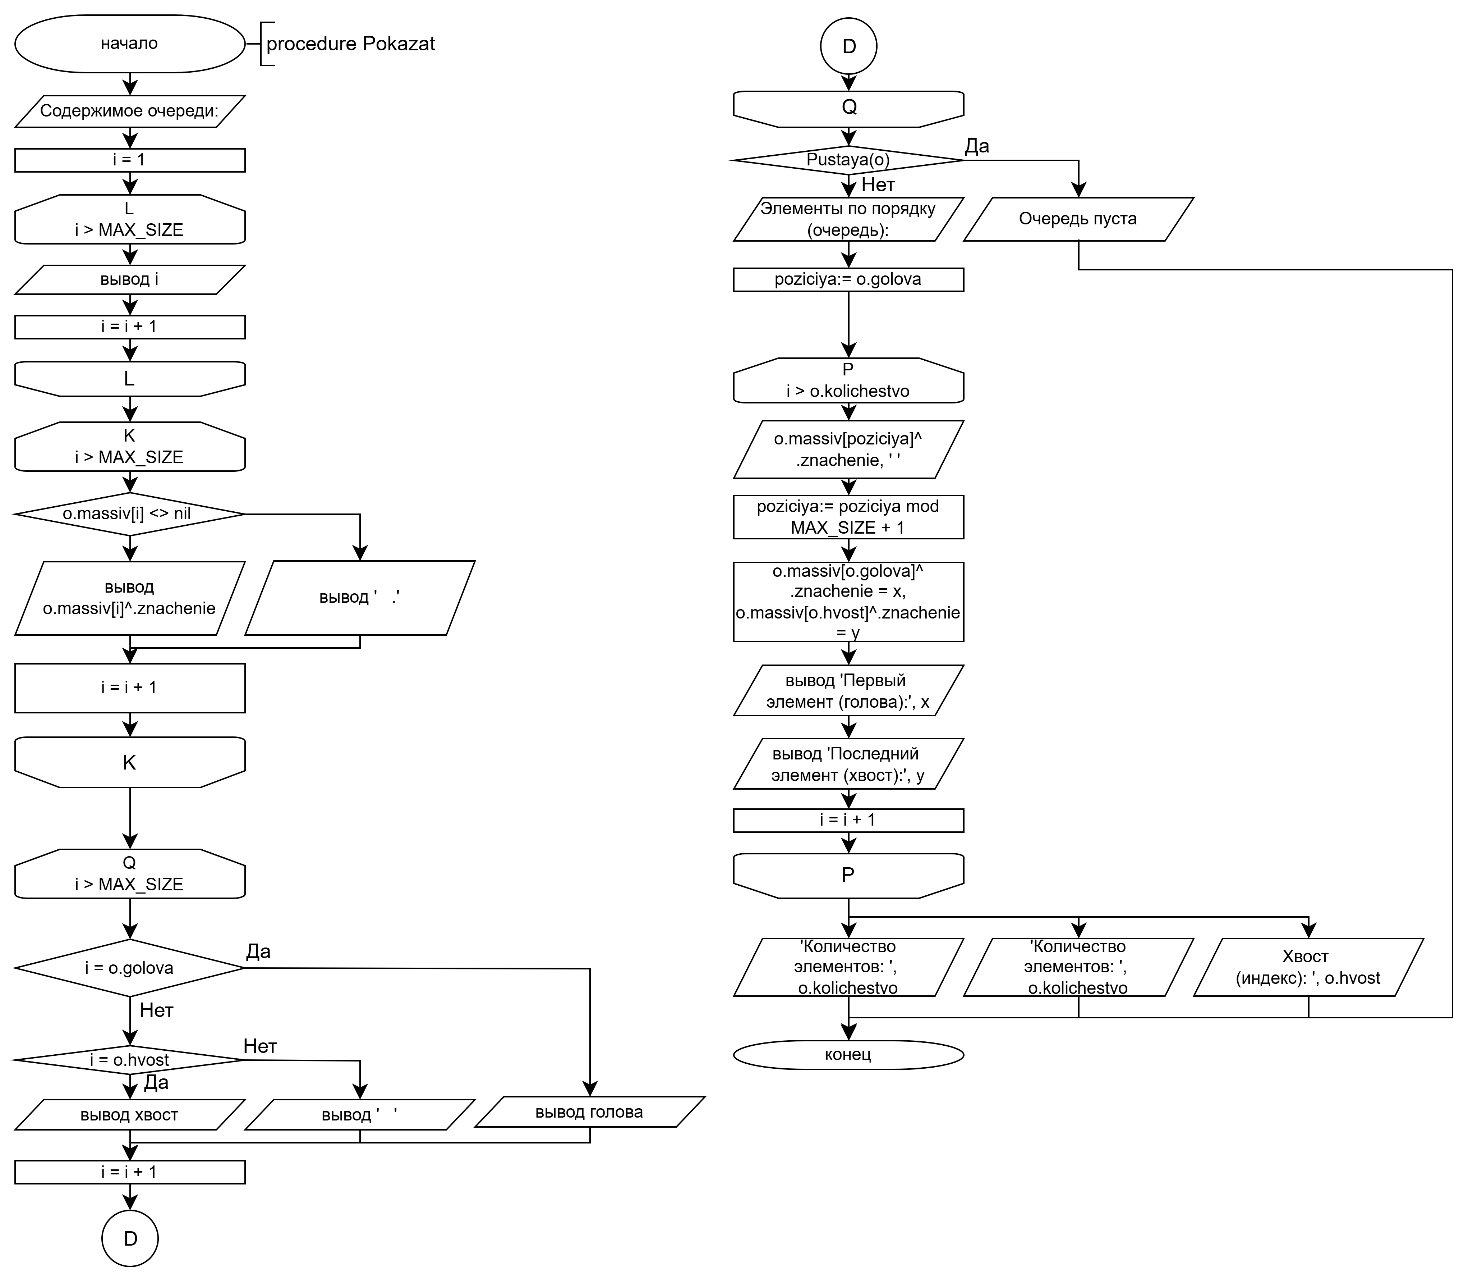 начало
procedure Pokazat
Содержимое очереди:
i = 1
L
i > MAX_SIZE
вывод i
i = i + 1
L
K
i > MAX_SIZE
o.massiv[i] <> nil
вывод
o.massiv[i]^.znachenie
вывод '   .'
i = i + 1
K
Q
i > MAX_SIZE
i = o.golova
Да
Нет
i = o.hvost
Нет
Да
вывод хвост
вывод '   '
вывод голова
i = i + 1
D
D
Q
Pustaya(o)
Да
Нет
Элементы по порядку
(очередь):
Очередь пуста
poziciya:= o.golova
P
i > o.kolichestvo
o.massiv[poziciya]^
.znachenie, ' '
poziciya:= poziciya mod
MAX_SIZE + 1
o.massiv[o.golova]^
.znachenie = x,
o.massiv[o.hvost]^.znachenie
= y
вывод 'Первый
элемент (голова):', x
вывод 'Последний
элемент (хвост):', y
i = i + 1
P
'Количество
элементов: ',
o.kolichestvo
'Количество
элементов: ',
o.kolichestvo
Хвост
(индекс): ', o.hvost
конец